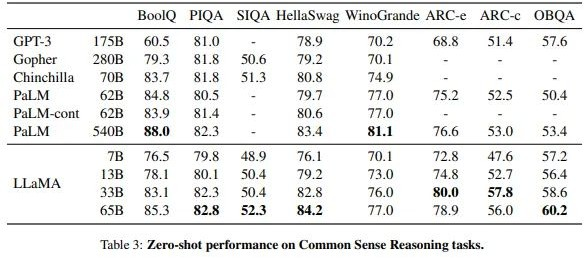 BoolQ PIQA SIQA HellaSwag WinoGrande ARC-e ARC-c OBQA
GPT-3 175B 60.5 81.0 - 78.9 70.2 68.8 51.4 57.6
Gopher 280B 79.3 81.8 50.6 79.2 70.1 - - -
Chinchilla 70B 83.7 81.8 51.3 80.8 74.9 - - -
PaLM 62B 84.8 80.5 - 79.7 77.0 75.2 52.5 50.4
PaLM-cont 62B 83.9 81.4 - 80.6 77.0 - - -
PaLM 540B 88.0 82.3 - 83.4 81.1 76.6 53.0 53.4
LLaMA
7B 76.5 79.8 48.9 76.1 70.1 72.8 47.6 57.2
13B 78.1 80.1 50.4 79.2 73.0 74.8 52.7 56.4
33B 83.1 82.3 50.4 82.8 76.0 80.0 57.8 58.6
65B 85.3 82.8 52.3 84.2 77.0 78.9 56.0 60.2
Table 3: Zero-shot performance on Common Sense Reasoning tasks.